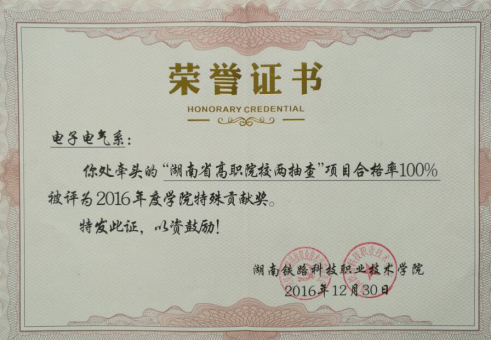 荣誉证书
HONORARY CREDENTIAL
电子电气系：
你处牵头的“湖南省高职院校两抽查”项目合格率100%
被评为2016年度学院特殊贡献奖。
特发此证，以资鼓励！
湖南铁路科技职业技术学院
2016年12月30日